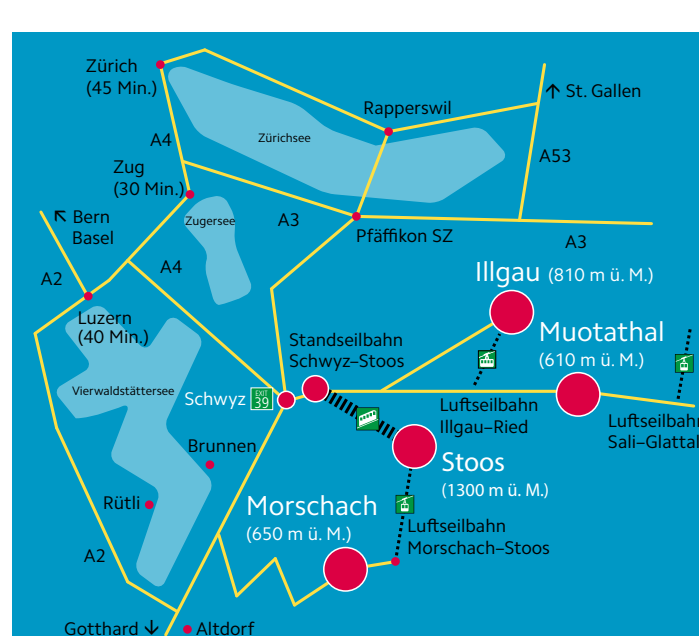 Zürich
(45 Min.)
Rapperswil
↑ St. Gallen
Zürichsee
A4
A53
Zug
(30 Min.)
↖ Bern
Basel
Zugersee
A3
Pfäffikon SZ
A3
A2
A4
Illgau (810 m ü. M.)
Luzern
(40 Min.)
Standseilbahn
Schwyz–Stoos
Muotathal
(610 m ü. M.)
Vierwaldstättersee
Schwyz
EXIT
39
Luftseilbahn
Illgau–Ried
Luftseilbahn
Sali–Glattal
Brunnen
Stoos
(1300 m ü. M.)
Rütli
Morschach
(650 m ü. M.)
Luftseilbahn
Morschach–Stoos
A2
Gotthard ↓
Altdorf